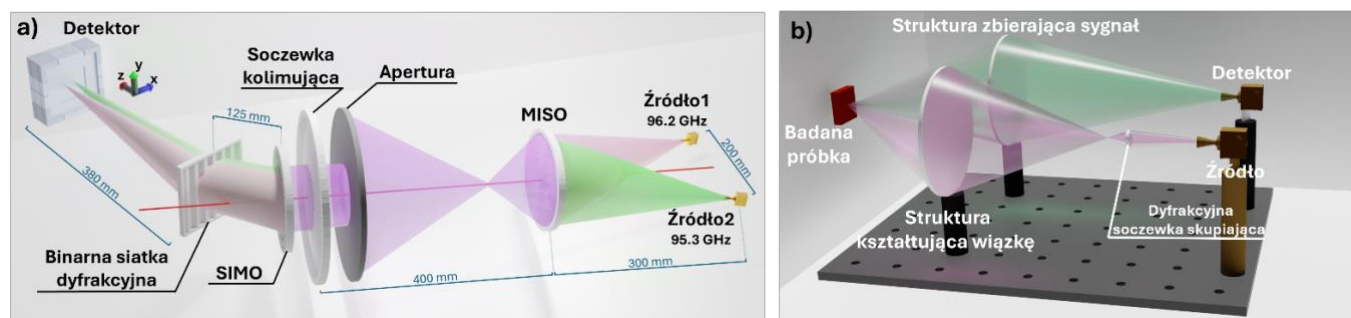 a)
Detektor
z
y
x
Soczewka
kolimująca
Apertura
125 mm
MISO
Źródło1
96.2 GHz
200 mm
380 mm
Źródło2
95.3 GHz
Binarna siatka
dyfrakcyjna
SIMO
400 mm
300 mm
b)
Struktura zbierająca sygnał
Detektor
Badana
próbka
Źródło
Struktura
kształtująca wiązkę
Dyfrakcyjna
soczewka skupiająca